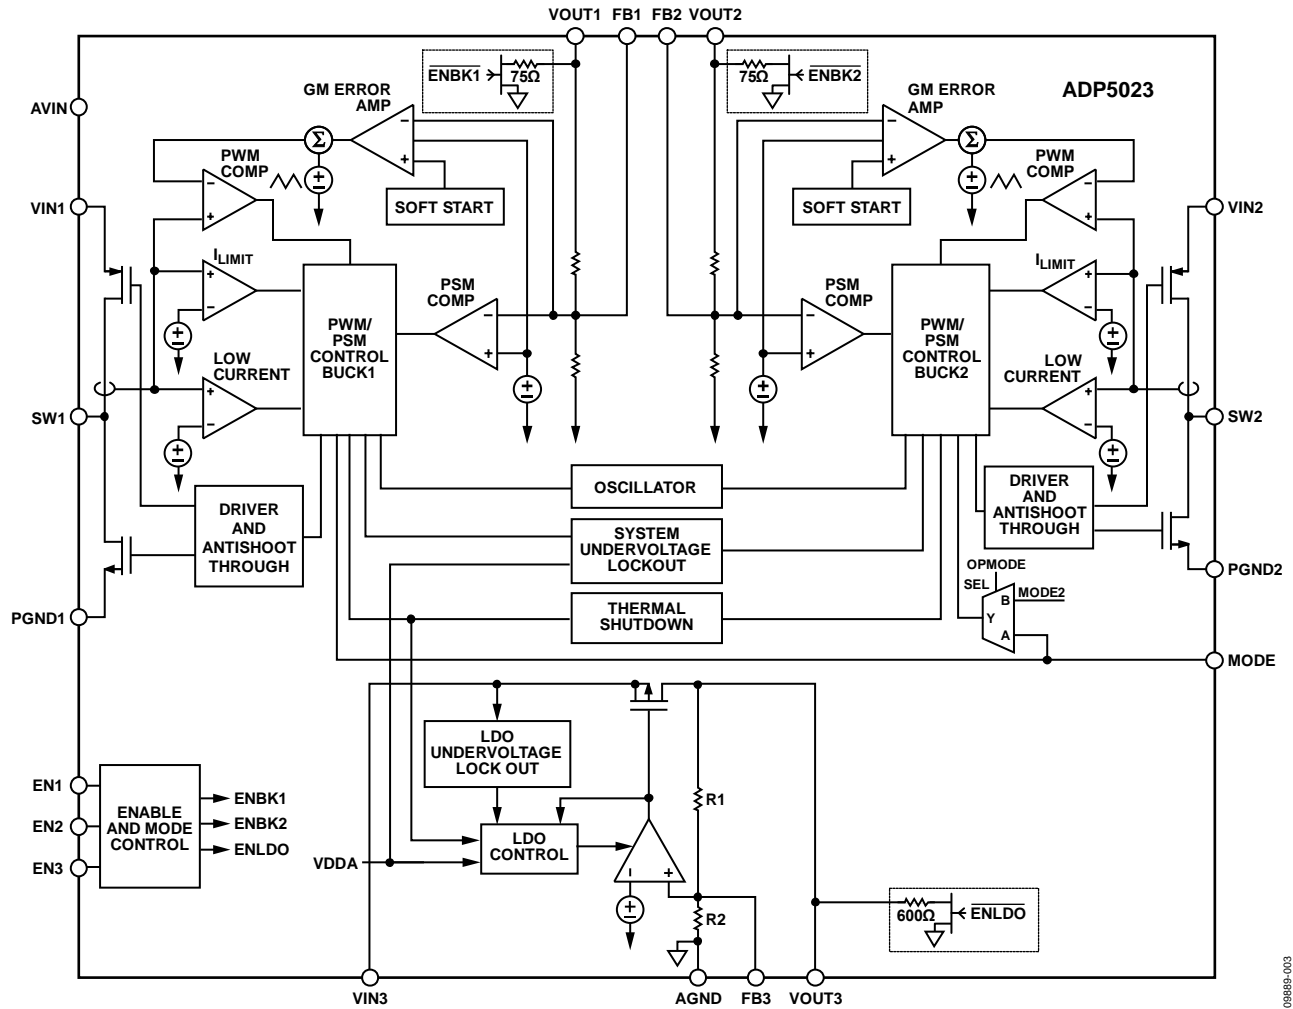 VOUT1 FB1 FB2 VOUT2
ENBK1
75Ω
75Ω
ENBK2
ADP5023
AVIN
GM ERROR
AMP
GM ERROR
AMP
Σ
Σ
PWM
COMP
PWM
COMP
SOFT START
SOFT START
VIN1
VIN2
ILIMIT
ILIMIT
PSM
COMP
PSM
COMP
PWM/
PSM
CONTROL
BUCK1
PWM/
PSM
CONTROL
BUCK2
LOW
CURRENT
LOW
CURRENT
SW1
SW2
OSCILLATOR
DRIVER
AND
ANTISHOOT
THROUGH
DRIVER
AND
ANTISHOOT
THROUGH
SYSTEM
UNDERVOLTAGE
LOCKOUT
THERMAL
SHUTDOWN
OPMODE
SEL
B
MODE2
Y
A
PGND1
PGND2
MODE
LDO
UNDERVOLTAGE
LOCK OUT
R1
LDO
CONTROL
VDDA
R2
EN1
EN2
EN3
ENABLE
AND MODE
CONTROL
ENBK1
ENBK2
ENLDO
600Ω
ENLDO
VIN3
AGND
FB3
VOUT3
09889-003